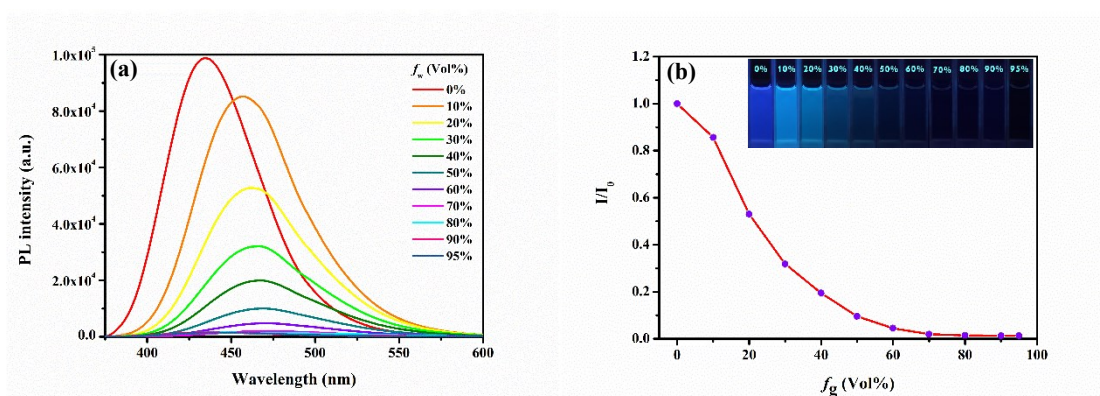 (a)
f_w (Vol%)
0%
10%
20%
30%
40%
50%
60%
70%
80%
90%
95%
PL intensity (a.u.)
1.0x10⁵
8.0x10⁴
6.0x10⁴
4.0x10⁴
2.0x10⁴
0.0
400 450 500 550 600
Wavelength (nm)
(b)
0% 10% 20% 30% 40% 50% 60% 70% 80% 90% 95%
I/I₀
1.2
1.0
0.8
0.6
0.4
0.2
0.0
0 20 40 60 80 100
f_g (Vol%)